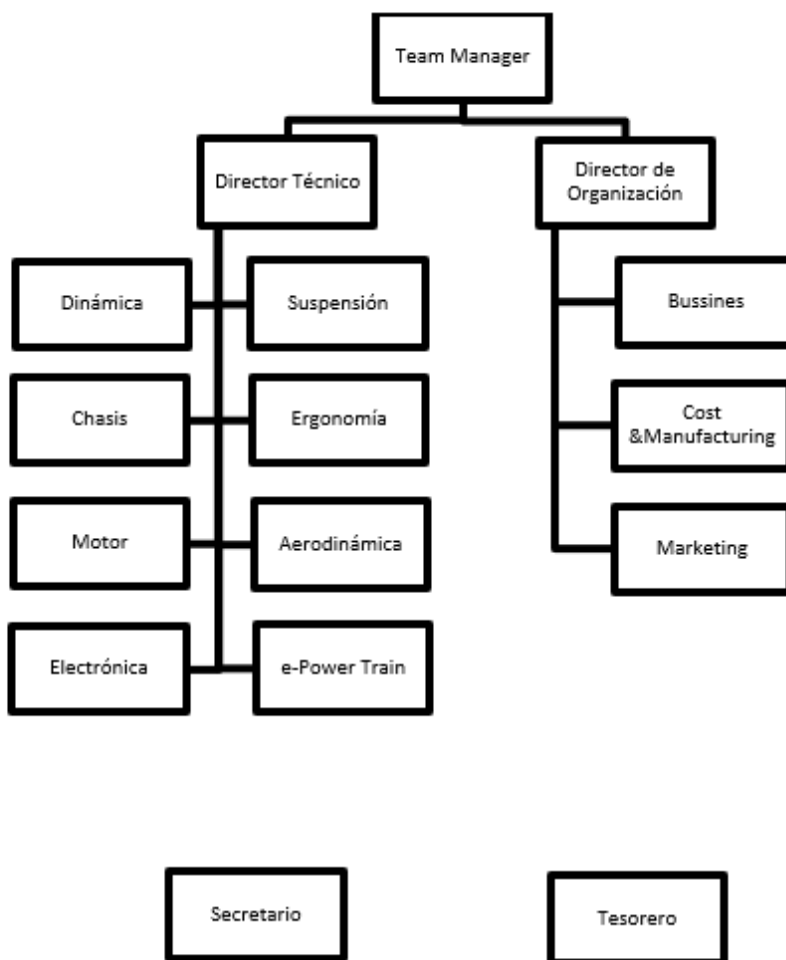 Team Manager
Director Técnico
Director de
Organización
Dinámica
Suspensión
Bussines
Chasis
Ergonomía
Cost
&Manufacturing
Motor
Aerodinámica
Marketing
Electrónica
e-Power Train
Secretario
Tesorero